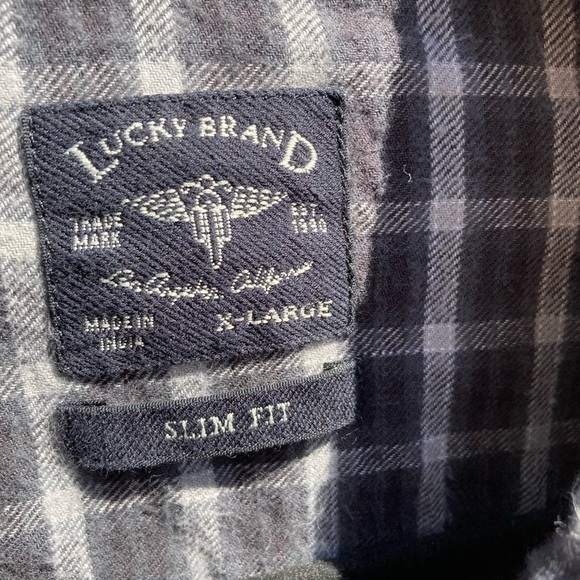 LUCKY BRAND
TRADE MARK
EST. 1990
Los Angeles, California
MADE IN INDIA
X-LARGE
SLIM FIT